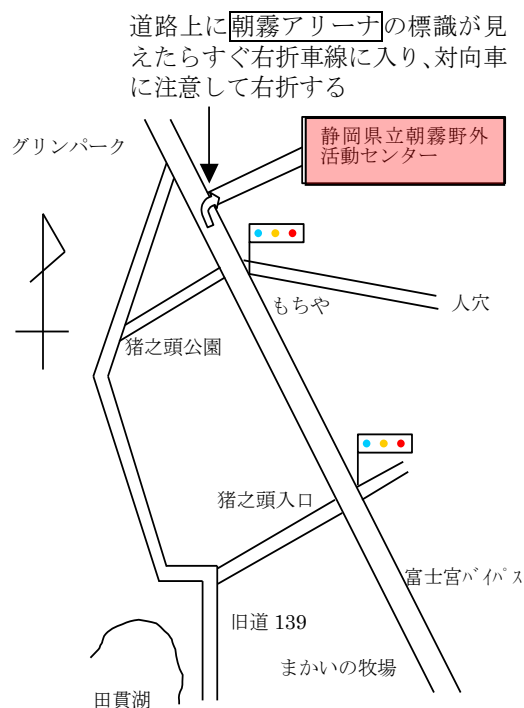 道路上に朝霧アリーナの標識が見
えたらすぐ右折車線に入り、対向車
に注意して右折する
グリンパーク
静岡県立朝霧野外
活動センター
もちや
人穴
猪之頭公園
猪之頭入口
富士宮ﾊﾞｲﾊﾟｽ
旧道 139
まかいの牧場
田貫湖